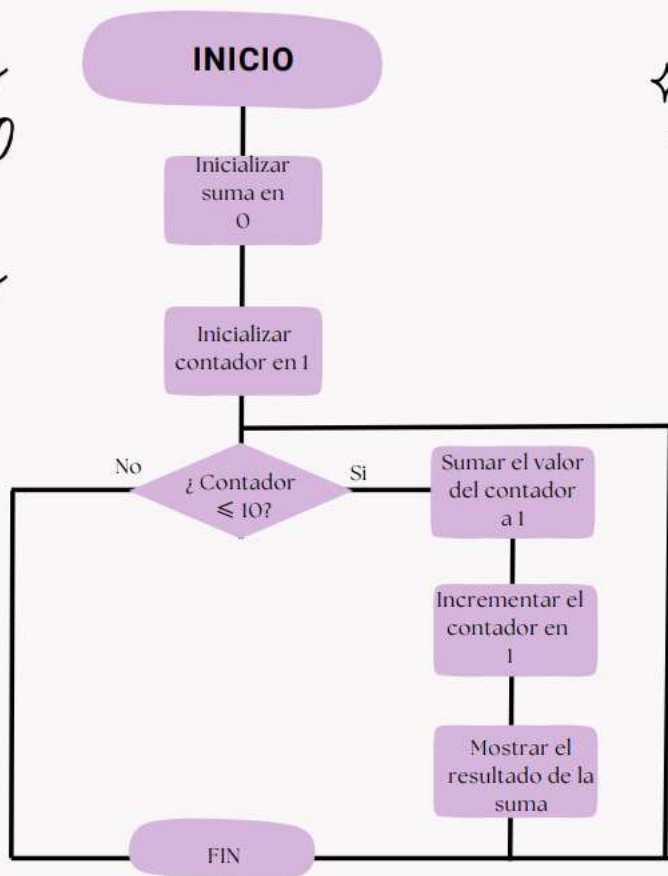 INICIO
Inicializar
suma en
0
Inicializar
contador en 1
No
¿ Contador
≤ 10?
Si
Sumar el valor
del contador
a 1
Incrementar el
contador en
1
Mostrar el
resultado de la
suma
FIN